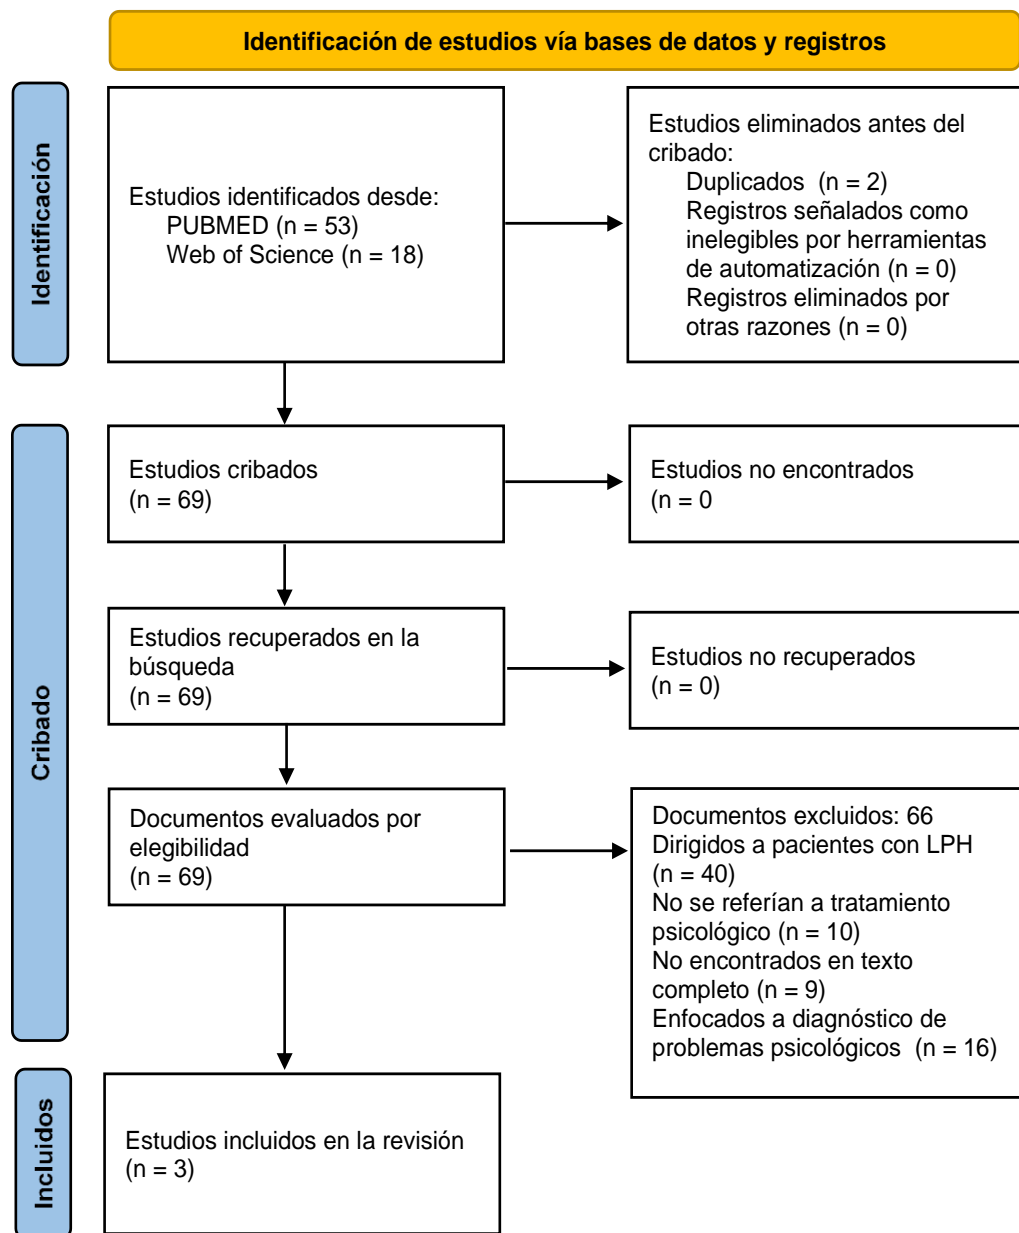 Identificación de estudios vía bases de datos y registros
Identificación
Estudios identificados desde:
PUBMED (n = 53)
Web of Science (n = 18)
Estudios eliminados antes del
cribado:
Duplicados  (n = 2)
Registros señalados como
inelegibles por herramientas
de automatización (n = 0)
Registros eliminados por
otras razones (n = 0)
Cribado
Estudios cribados
(n = 69)
Estudios no encontrados
(n = 0
Estudios recuperados en la
búsqueda
(n = 69)
Estudios no recuperados
(n = 0)
Documentos evaluados por
elegibilidad
(n = 69)
Documentos excluidos: 66
Dirigidos a pacientes con LPH
(n = 40)
No se referían a tratamiento
psicológico (n = 10)
No encontrados en texto
completo (n = 9)
Enfocados a diagnóstico de
problemas psicológicos  (n = 16)
Incluidos
Estudios incluidos en la revisión
(n = 3)